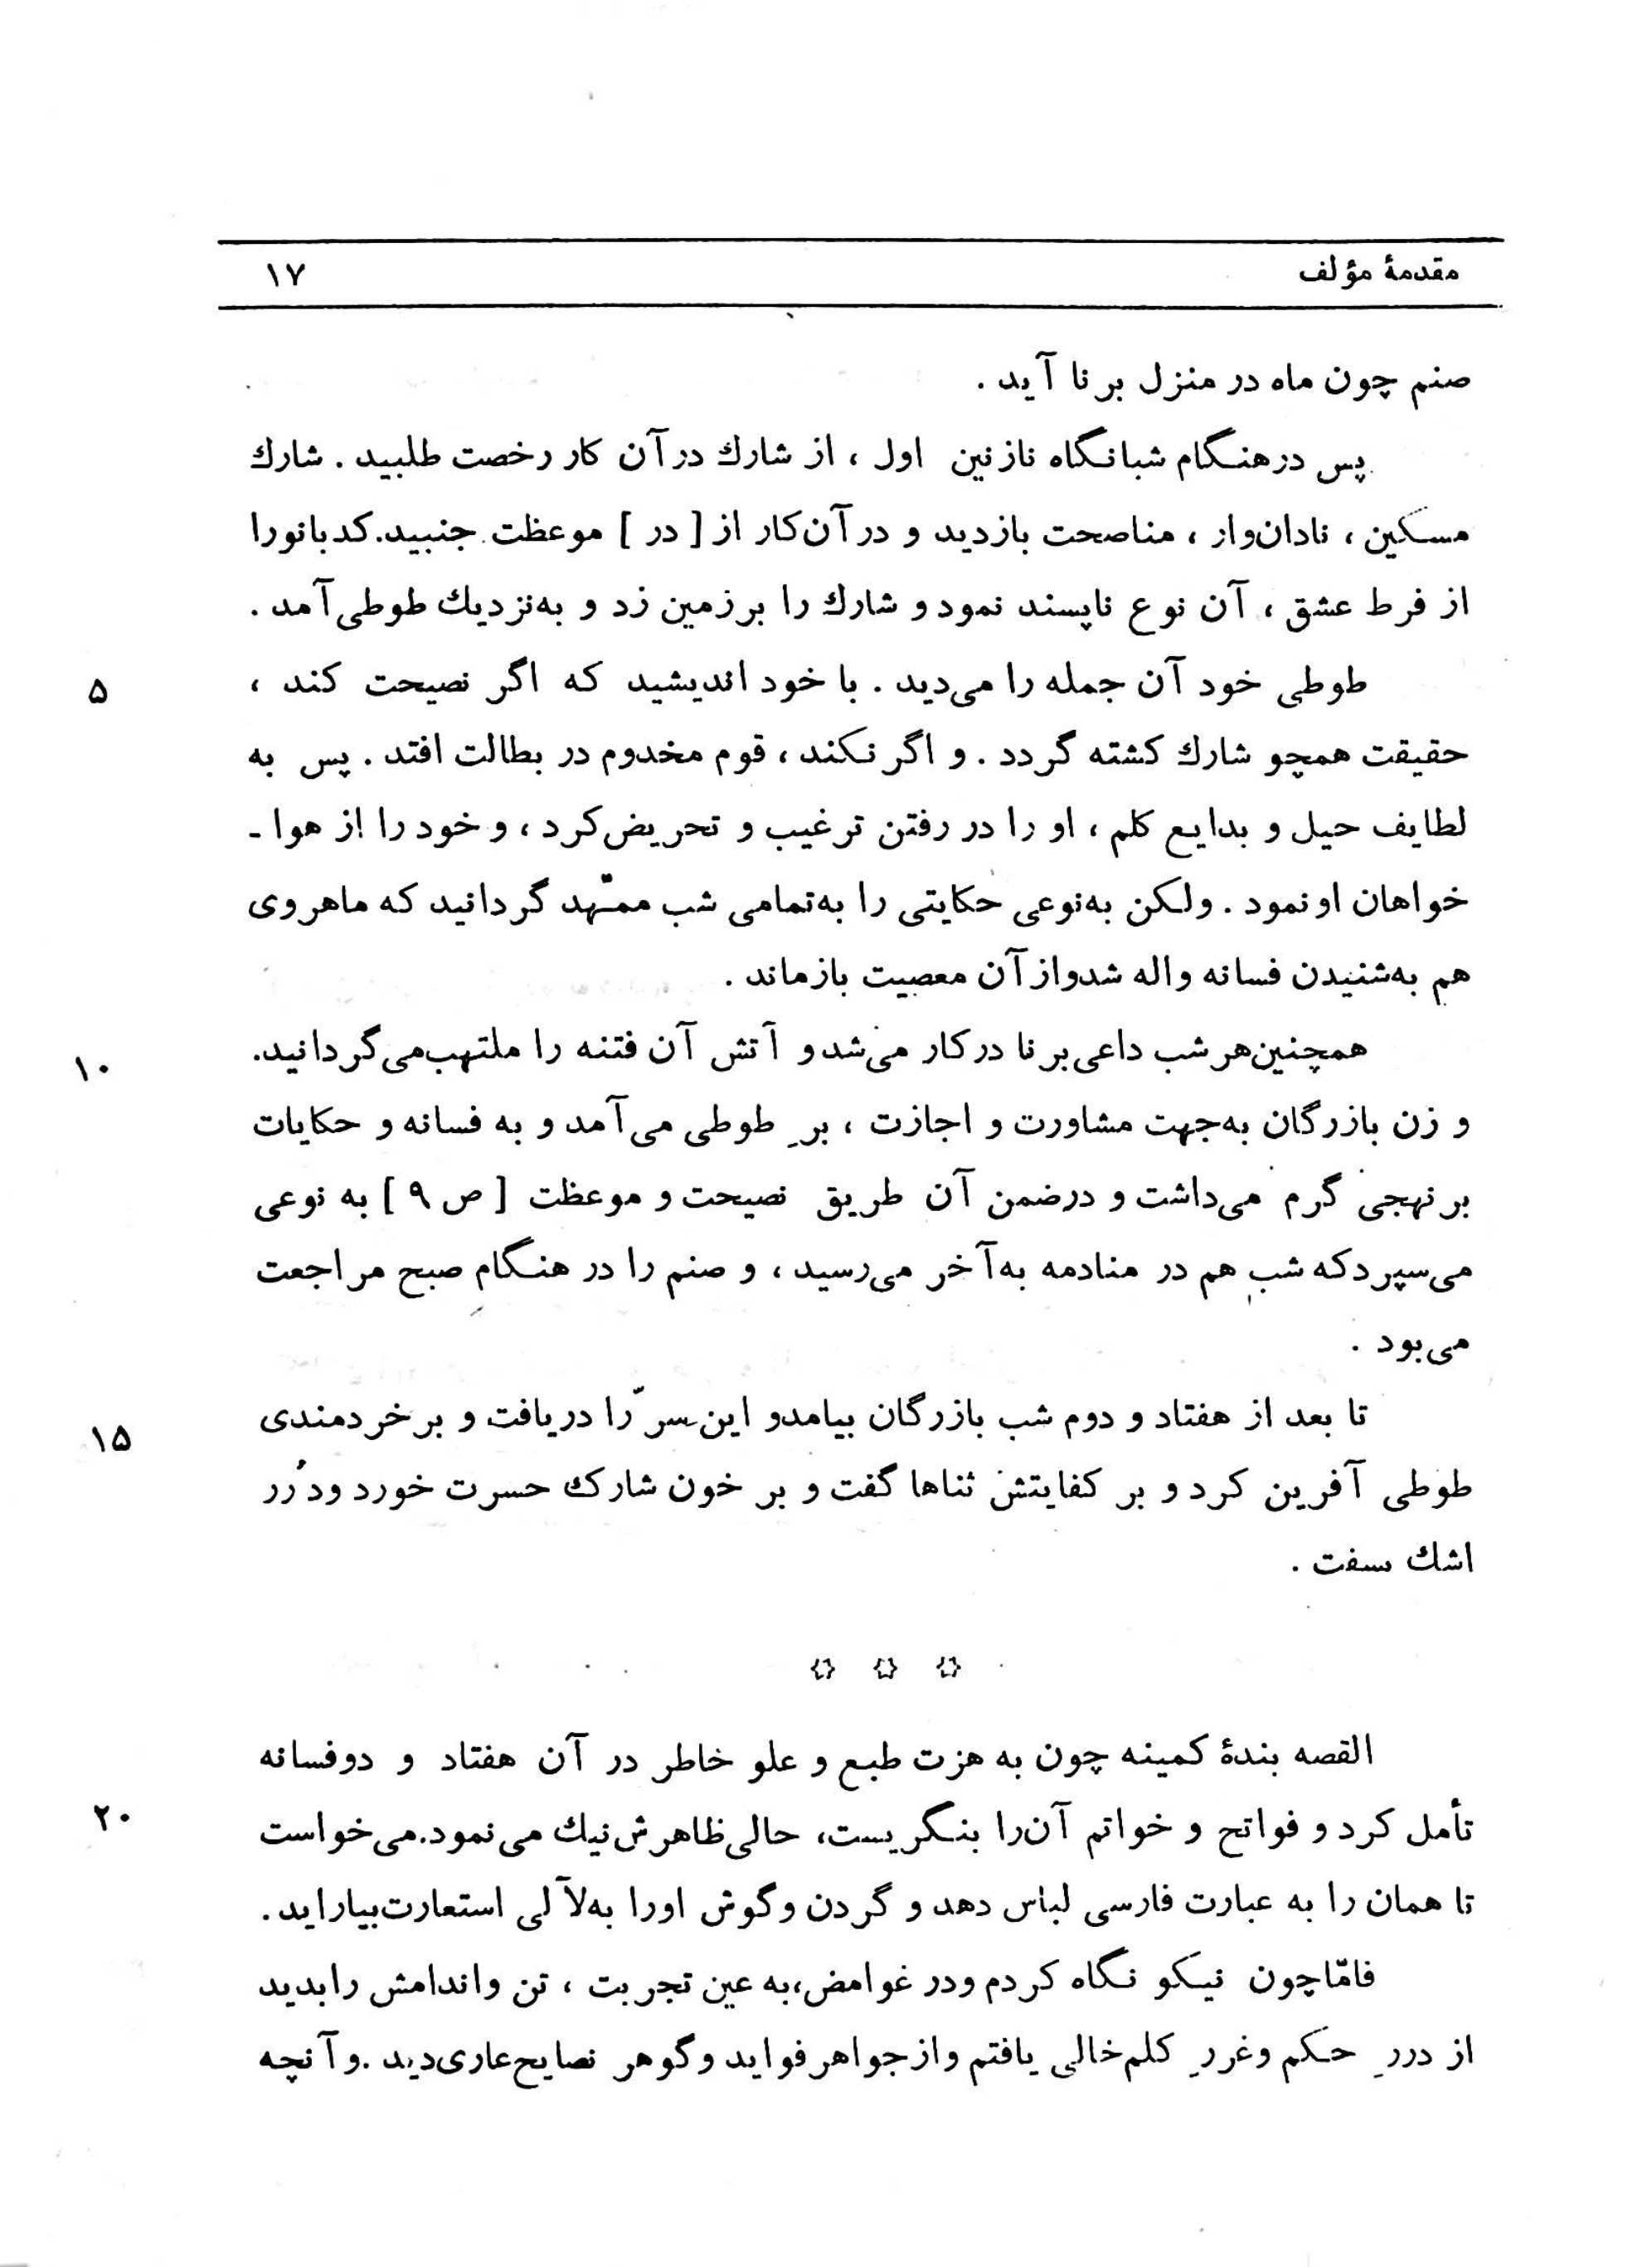 مقدمهٔ مؤلف ۱۷
صنم چون ماه در منزل برنا آید .
پس درهنگام شبانگاه نازنین اول ، از شارك درآن کار رخصت طلبید . شارك
مسکین ، نادان‌وار ، مناصحت بازدید و درآن‌کار از [ در ] موعظت جنبید.کدبانورا
از فرط عشق ، آن نوع ناپسند نمود و شارك را برزمین زد و به‌نزدیك طوطی‌آمد .
۵ طوطی خود آن جمله را می‌دید . با خود اندیشید که اگر نصیحت کند ،
حقیقت همچو شارك کشته گردد . و اگر نکند ، قوم مخدوم در بطالت افتد . پس به
لطایف حیل و بدایع کلم ، او را در رفتن ترغیب و تحریض‌کرد ، و خود را از هوا ـ
خواهان او نمود . ولکن به‌نوعی حکایتی را به‌تمامی شب ممّهد گردانید که ماهروی
هم به‌شنیدن فسانه واله شدواز آن معصیت بازماند .
۱۰ همچنین‌هرشب داعی‌برنا درکار می‌شدو آتش آن فتنه را ملتهب‌می‌گردانید.
و زن بازرگان به‌جهت مشاورت و اجازت ، برِ طوطی می‌آمد و به فسانه و حکایات
برنهجی گرم می‌داشت و درضمن آن طریق نصیحت و موعظت [ ص ۹ ] به نوعی
می‌سپردکه شب هم در منادمه به‌آخر می‌رسید ، و صنم را در هنگام صبح مراجعت
می‌بود .
۱۵ تا بعد از هفتاد و دوم شب بازرگان بیامدو این‌سرّ را دریافت و برخردمندی
طوطی آفرین کرد و بر کفایتش ثناها گفت و بر خون شارك حسرت خورد ودُرر
اشك سفت .
☆ ☆ ☆
القصه بندهٔ کمینه چون به هزت طبع و علو خاطر در آن هفتاد و دوفسانه
۲۰ تأمل کرد و فواتح و خواتم آن‌را بنگریست، حالی‌ظاهرش‌نیك می‌نمود.می‌خواست
تا همان را به عبارت فارسی لباس دهد و گردن وگوش اورا به‌لآلی استعارت‌بیاراید.
فامّاچون نیکو نگاه کردم ودر غوامض،به عین تجربت ، تن واندامش رابدید
از دررِ حکم وغررِ کلم‌خالی یافتم وازجواهرفواید وگوهر نصایح‌عاری‌دید .وآنچه